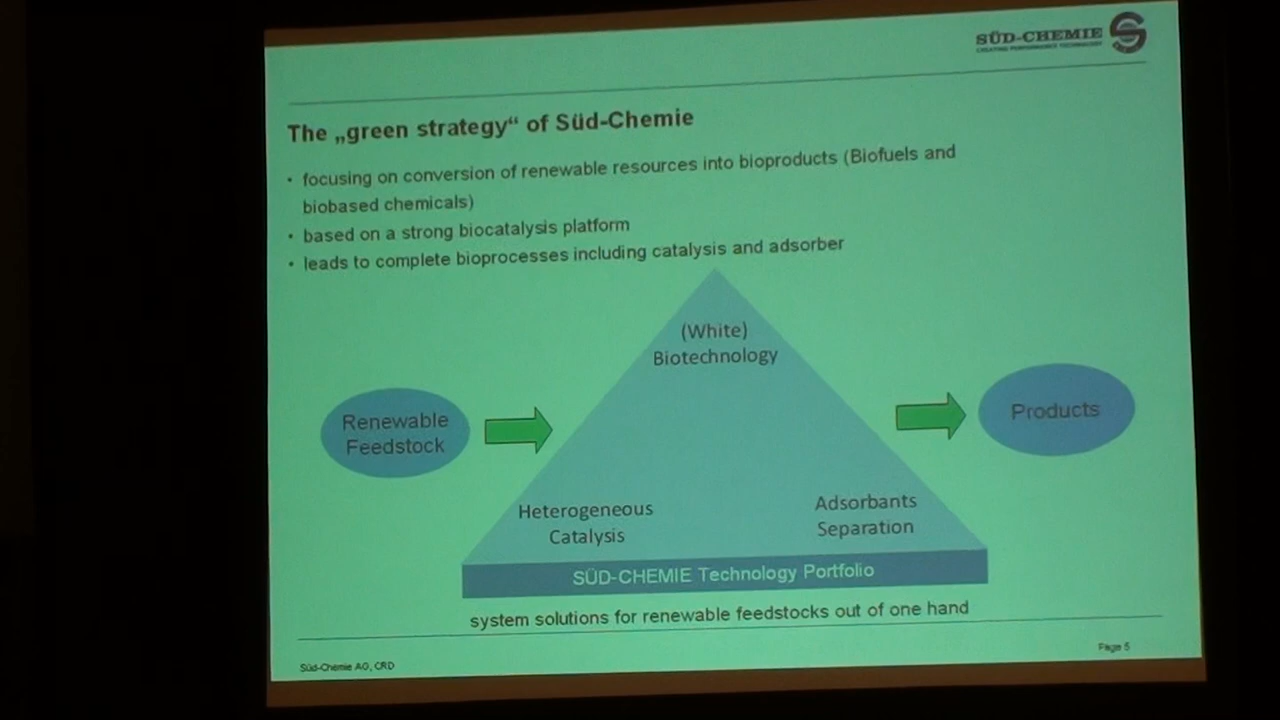 SÜD-CHEMIE
CREATING PERFORMANCE TECHNOLOGY
The „green strategy“ of Süd-Chemie
• focusing on conversion of renewable resources into bioproducts (Biofuels and
biobased chemicals)
• based on a strong biocatalysis platform
• leads to complete bioprocesses including catalysis and adsorber
(White)
Biotechnology
Renewable
Feedstock
Products
Heterogeneous
Catalysis
Adsorbants
Separation
SÜD-CHEMIE Technology Portfolio
system solutions for renewable feedstocks out of one hand
Süd-Chemie AG, CRD
Page 5